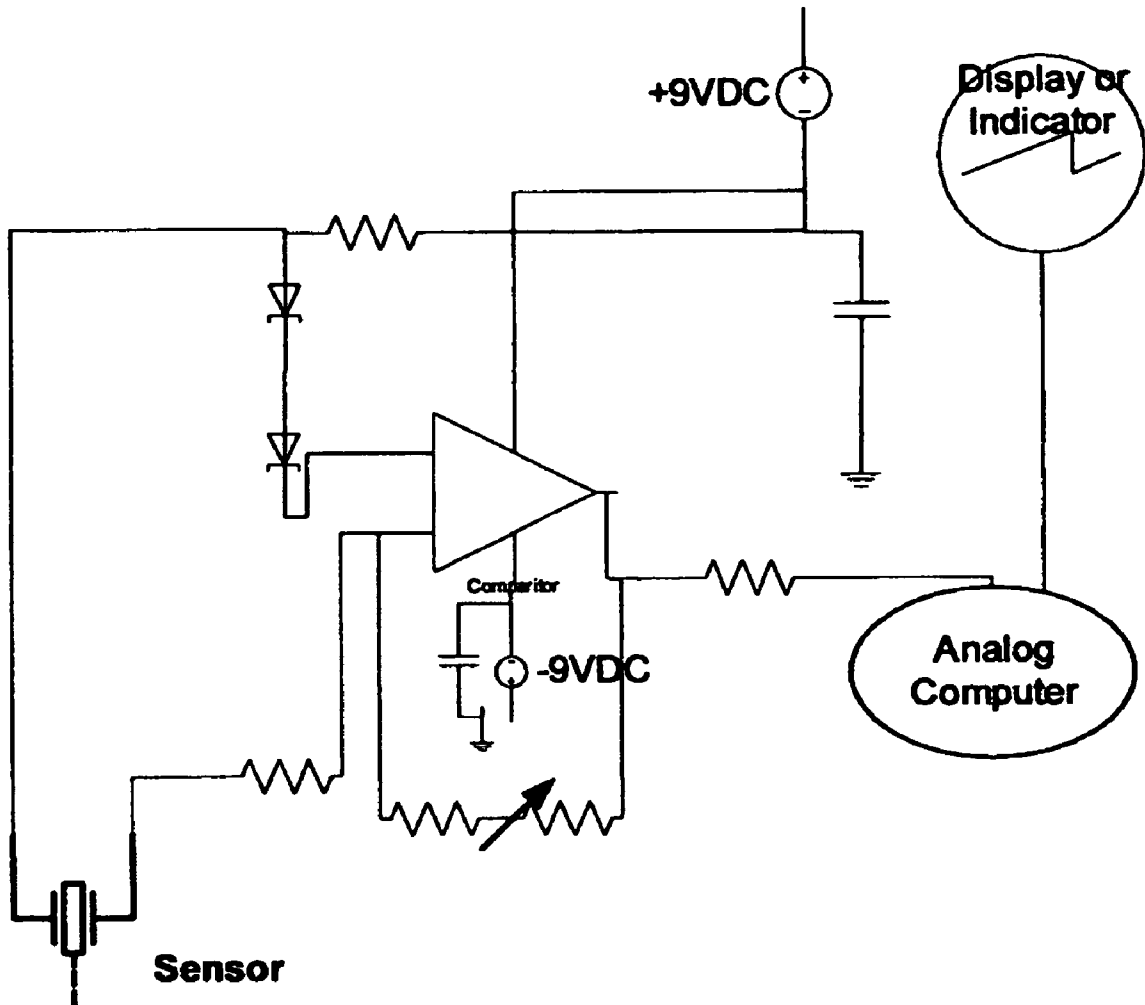 +9VDC
Display or
Indicator
Comparitor
-9VDC
Analog
Computer
Sensor